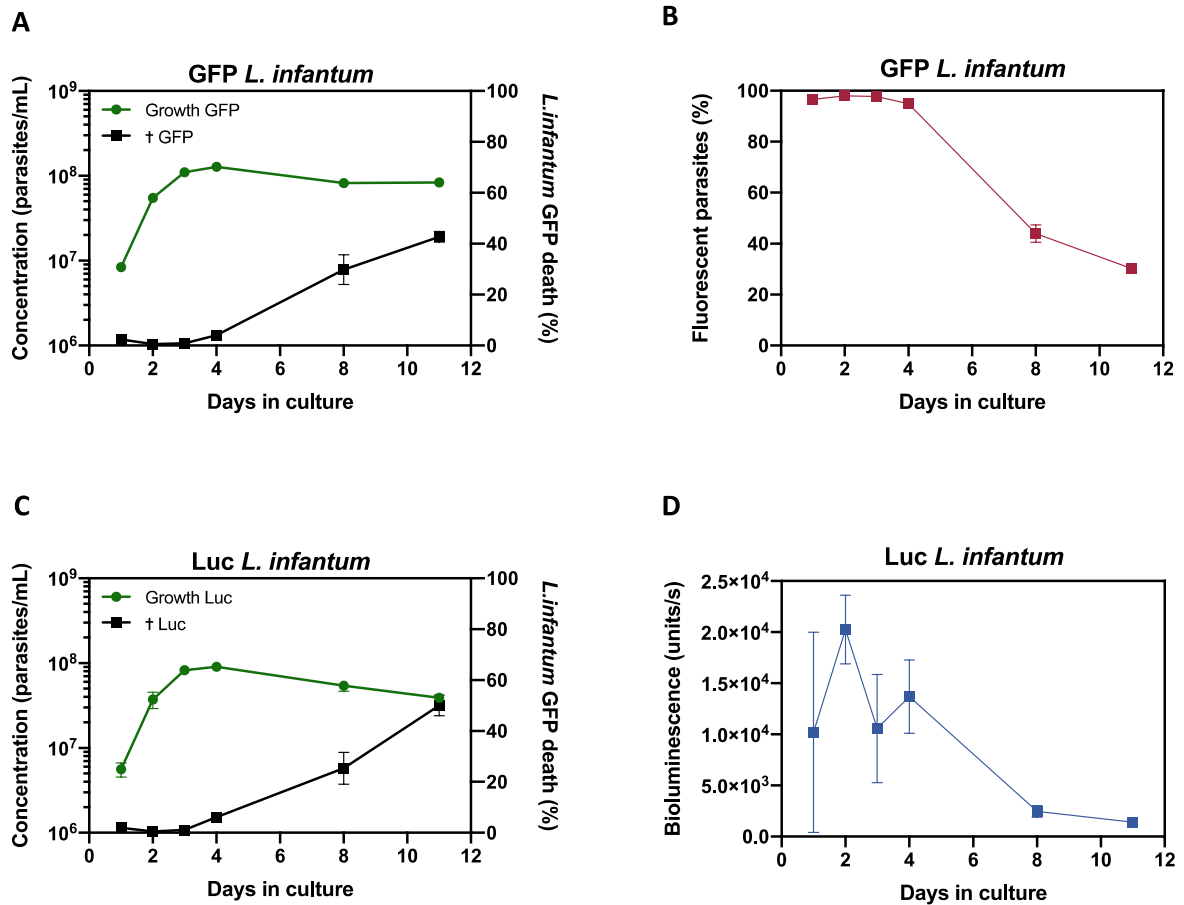 A
GFP L. infantum
Growth GFP
† GFP
Concentration (parasites/mL)
10⁹
10⁸
10⁷
10⁶
L.infantum GFP death (%)
100
80
60
40
20
0
0 2 4 6 8 10 12
Days in culture
B
GFP L. infantum
Fluorescent parasites (%)
100
80
60
40
20
0
0 2 4 6 8 10 12
Days in culture
C
Luc L. infantum
Growth Luc
† Luc
Concentration (parasites/mL)
10⁹
10⁸
10⁷
10⁶
L.infantum GFP death (%)
100
80
60
40
20
0
0 2 4 6 8 10 12
Days in culture
D
Luc L. infantum
Bioluminescence (units/s)
2.5×10⁴
2.0×10⁴
1.5×10⁴
1.0×10⁴
5.0×10³
0.0
0 2 4 6 8 10 12
Days in culture